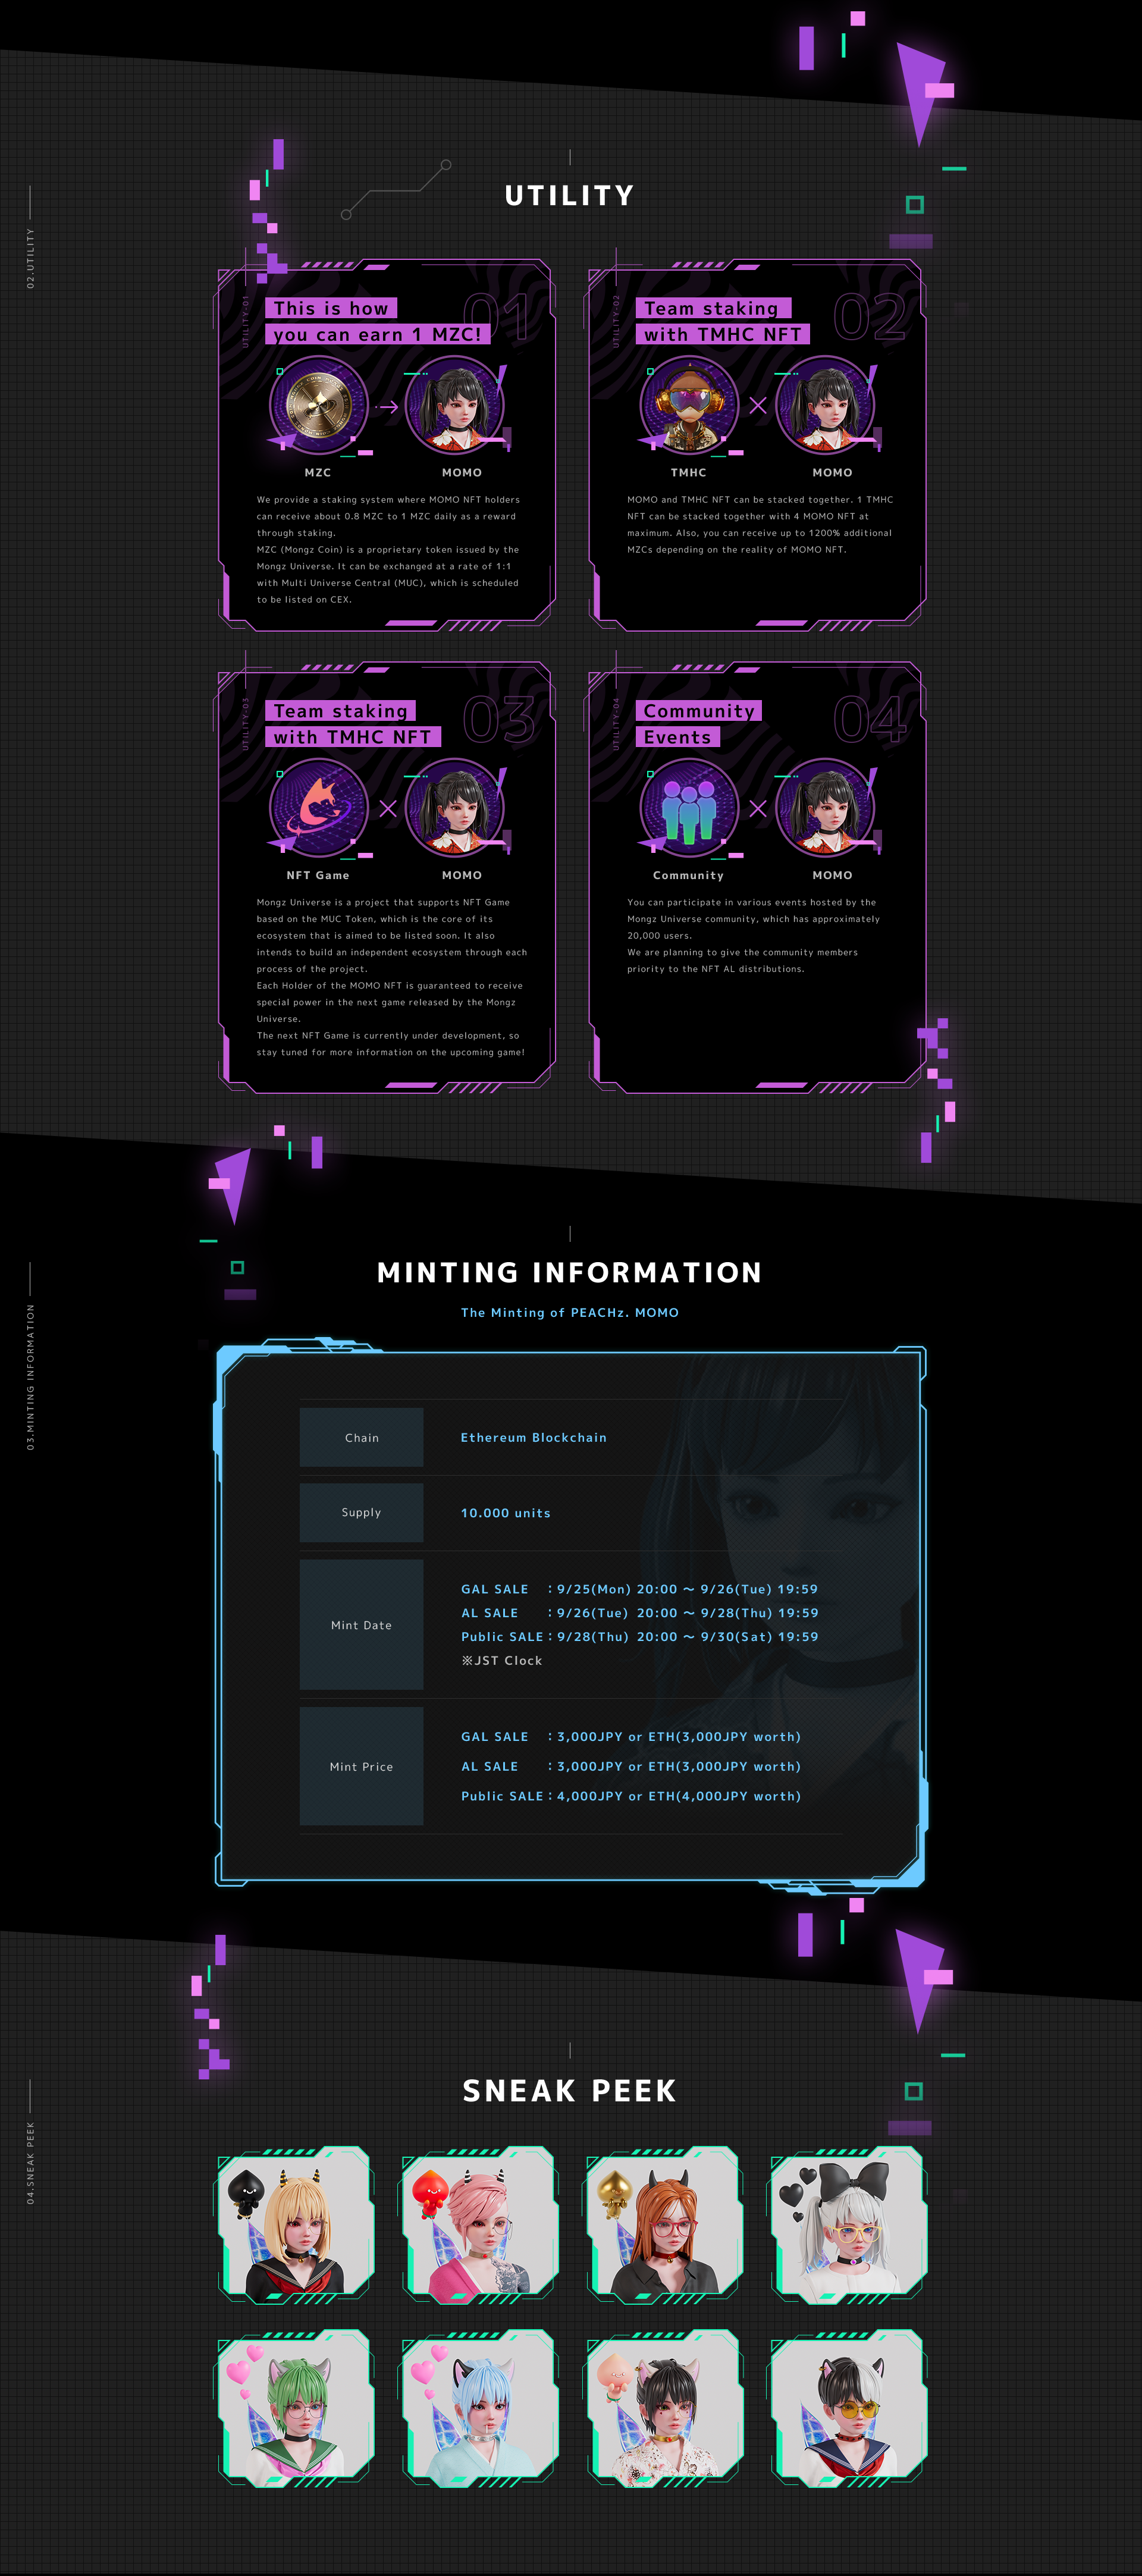 02.UTILITY
UTILITY
UTILITY-01
01
This is how
you can earn 1 MZC!
MZC
MOMO
We provide a staking system where MOMO NFT holders
can receive about 0.8 MZC to 1 MZC daily as a reward
through staking.
MZC (Mongz Coin) is a proprietary token issued by the
Mongz Universe. It can be exchanged at a rate of 1:1
with Multi Universe Central (MUC), which is scheduled
to be listed on CEX.
UTILITY-02
02
Team staking
with TMHC NFT
TMHC
MOMO
MOMO and TMHC NFT can be stacked together. 1 TMHC
NFT can be stacked together with 4 MOMO NFT at
maximum. Also, you can receive up to 1200% additional
MZCs depending on the reality of MOMO NFT.
UTILITY-03
03
Team staking
with TMHC NFT
NFT Game
MOMO
Mongz Universe is a project that supports NFT Game
based on the MUC Token, which is the core of its
ecosystem that is aimed to be listed soon. It also
intends to build an independent ecosystem through each
process of the project.
Each Holder of the MOMO NFT is guaranteed to receive
special power in the next game released by the Mongz
Universe.
The next NFT Game is currently under development, so
stay tuned for more information on the upcoming game!
UTILITY-04
04
Community
Events
Community
MOMO
You can participate in various events hosted by the
Mongz Universe community, which has approximately
20,000 users.
We are planning to give the community members
priority to the NFT AL distributions.
03.MINTING INFORMATION
MINTING INFORMATION
The Minting of PEACHz. MOMO
Chain
Ethereum Blockchain
Supply
10.000 units
Mint Date
GAL SALE ：9/25(Mon) 20:00 〜 9/26(Tue) 19:59
AL SALE ：9/26(Tue) 20:00 〜 9/28(Thu) 19:59
Public SALE：9/28(Thu) 20:00 〜 9/30(Sat) 19:59
※JST Clock
Mint Price
GAL SALE ：3,000JPY or ETH(3,000JPY worth)
AL SALE ：3,000JPY or ETH(3,000JPY worth)
Public SALE：4,000JPY or ETH(4,000JPY worth)
04.SNEAK PEEK
SNEAK PEEK